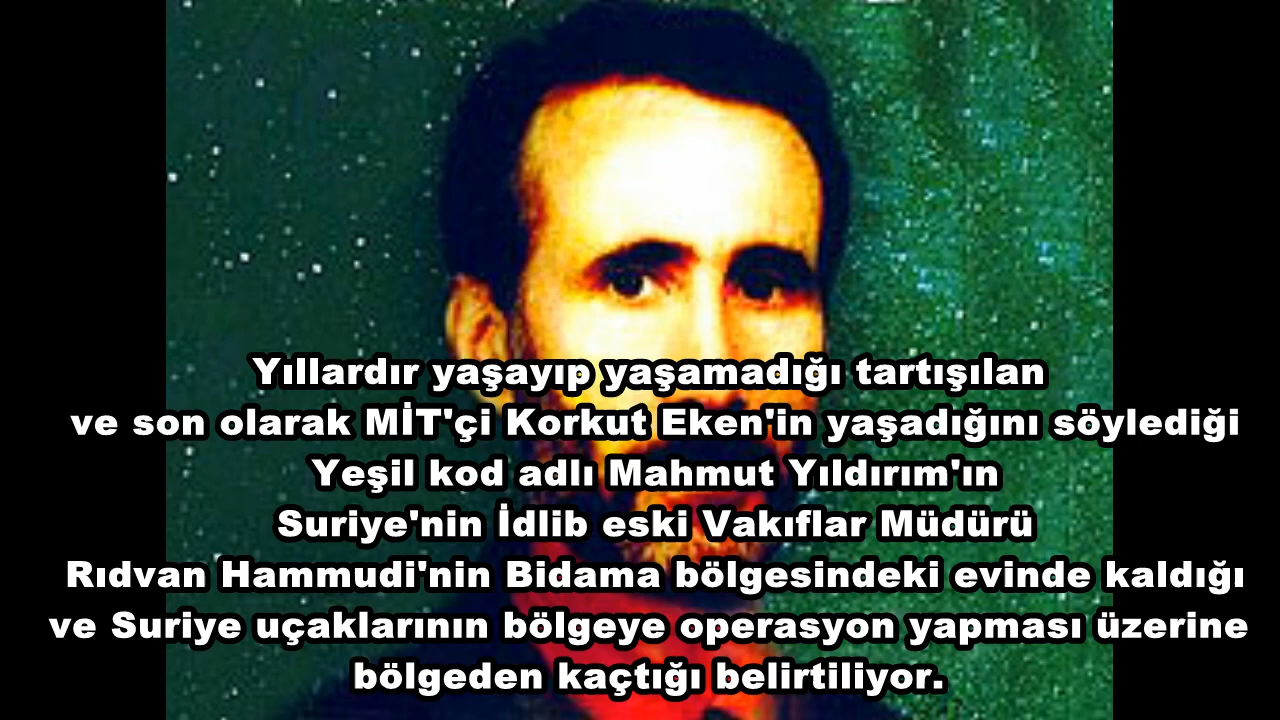 Yıllardır yaşayıp yaşamadığı tartışılan
ve son olarak MİT'çi Korkut Eken'in yaşadığını söylediği
Yeşil kod adlı Mahmut Yıldırım'ın
Suriye'nin İdlib eski Vakıflar Müdürü
Rıdvan Hammudi'nin Bidama bölgesindeki evinde kaldığı
ve Suriye uçaklarının bölgeye operasyon yapması üzerine
bölgeden kaçtığı belirtiliyor.